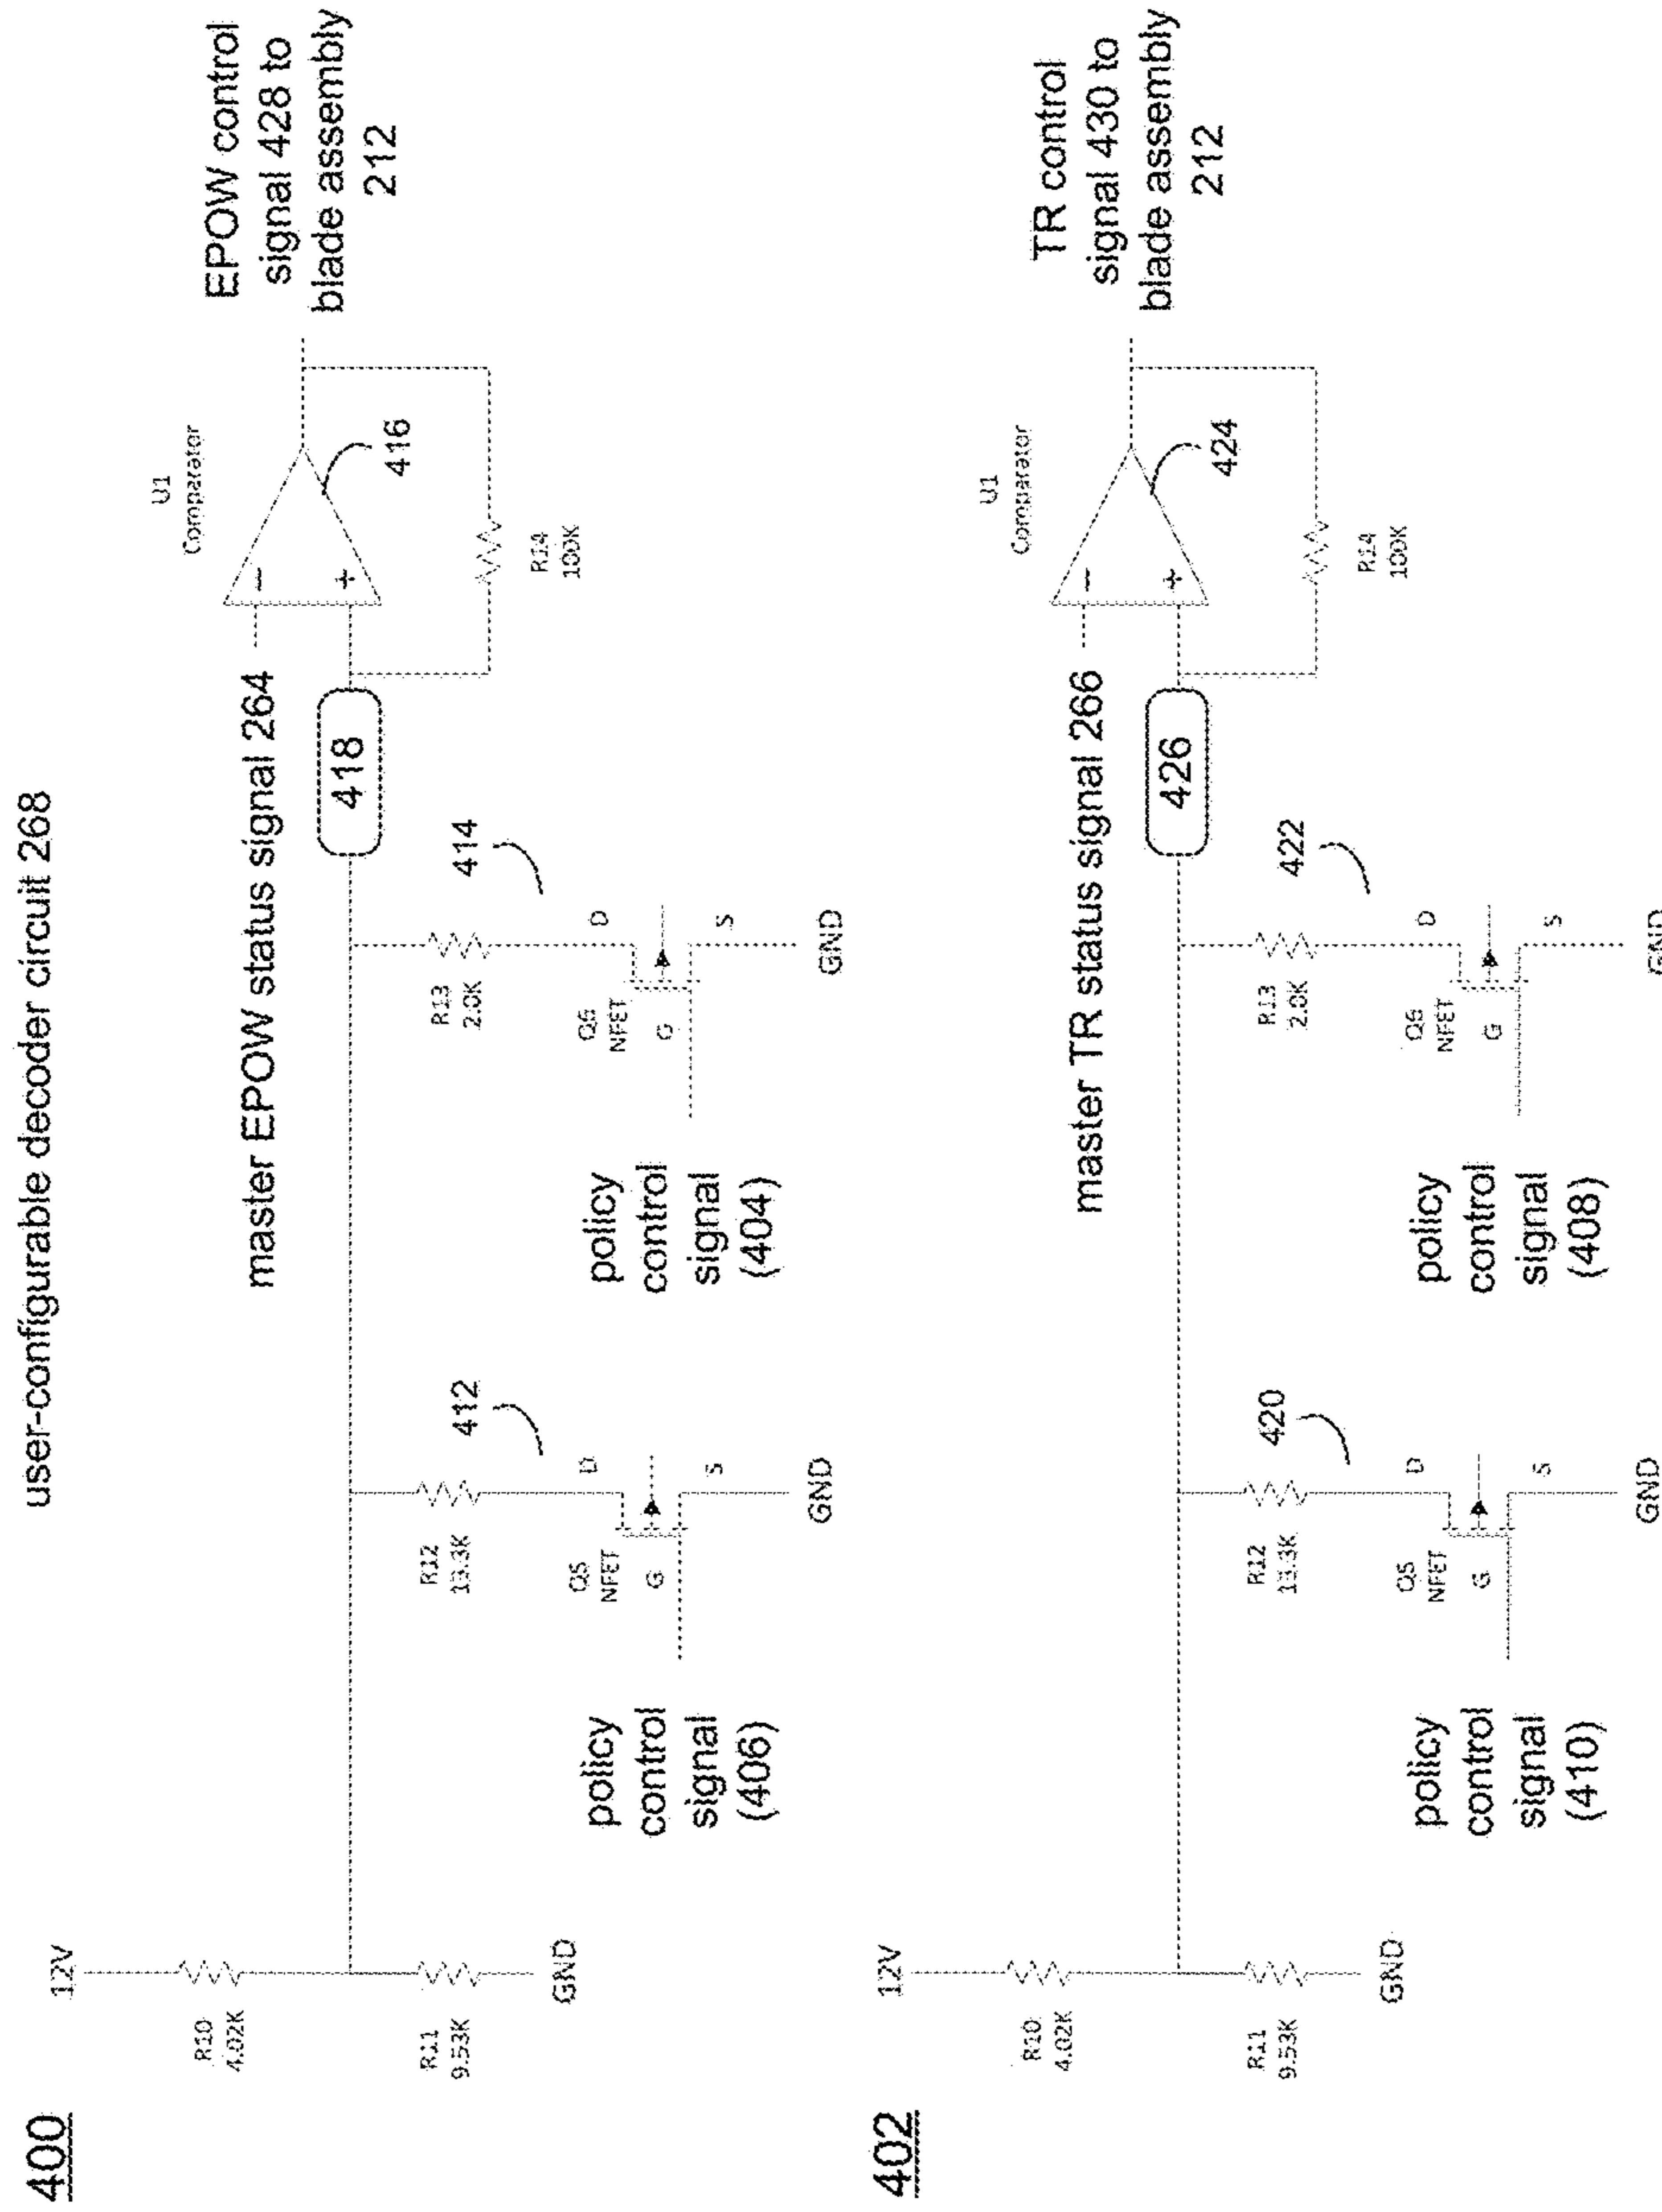 user-configurable decoder circuit 268
400
12V
R10
4.02K
R11
9.53K
GND
policy
control
signal
(406)
R12
13.3K
Q5
NFET
G
D
S
GND
412
policy
control
signal
(404)
R13
2.0K
Q6
NFET
G
D
S
GND
414
master EPOW status signal 264
418
U1
Comparator
−
+
416
R14
100K
EPOW control
signal 428 to
blade assembly
212
402
12V
R10
4.02K
R11
9.53K
GND
policy
control
signal
(410)
R12
13.3K
Q5
NFET
G
D
S
GND
420
policy
control
signal
(408)
R13
2.0K
Q6
NFET
G
D
S
GND
422
master TR status signal 266
426
U1
Comparator
−
+
424
R14
100K
TR control
signal 430 to
blade assembly
212